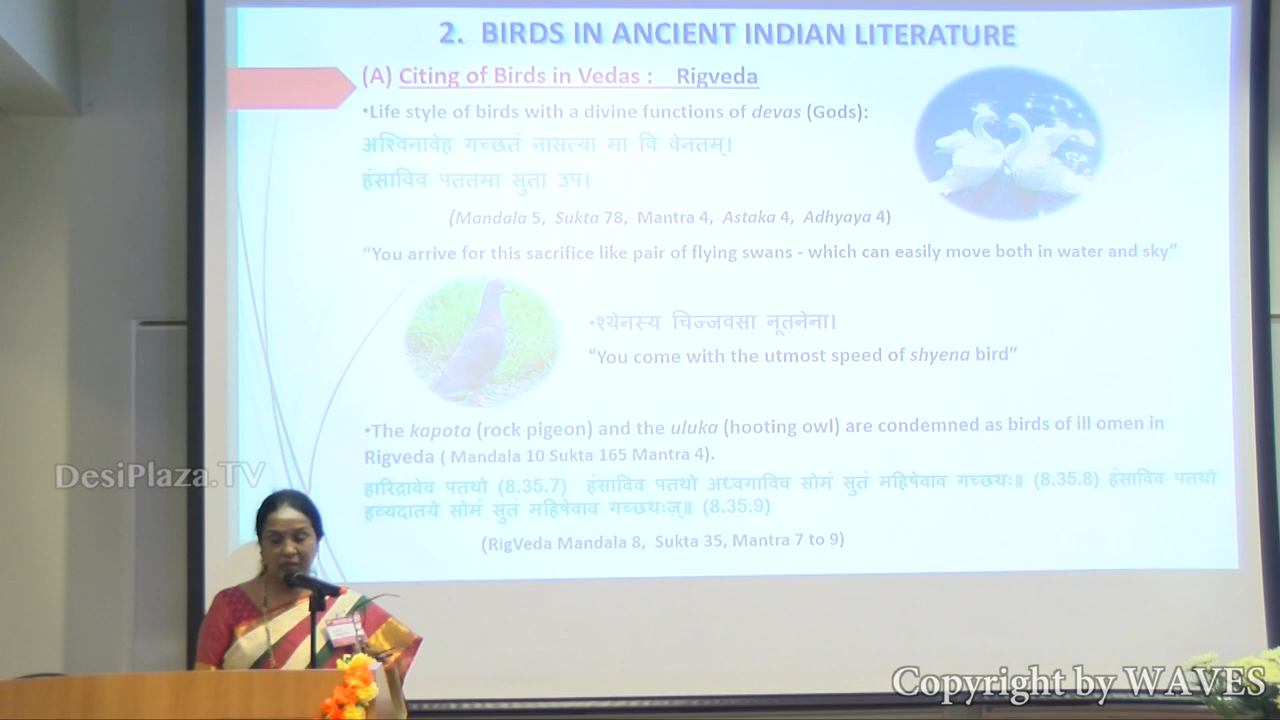 2. BIRDS IN ANCIENT INDIAN LITERATURE
(A) Citing of Birds in Vedas : Rigveda
•Life style of birds with a divine functions of devas (Gods):
अश्विनावेह गच्छतं नासत्या मा वि वेनतम्।
हंसाविव पततमा सुता उप।
(Mandala 5, Sukta 78, Mantra 4, Astaka 4, Adhyaya 4)
“You arrive for this sacrifice like pair of flying swans - which can easily move both in water and sky”
•श्येनस्य चिज्जवसा नूतनेना।
“You come with the utmost speed of shyena bird”
•The kapota (rock pigeon) and the uluka (hooting owl) are condemned as birds of ill omen in
Rigveda ( Mandala 10 Sukta 165 Mantra 4).
हारिद्रावेव पतथो (8.35.7) हंसाविव पतथो अध्वगाविव सोमं सुतं महिषेवाव गच्छथः॥ (8.35.8) हंसाविव पतथो
हव्यदातये सोमं सुतं महिषेवाव गच्छथःज़्॥ (8.35.9)
(RigVeda Mandala 8, Sukta 35, Mantra 7 to 9)
DesiPlaza.TV
Copyright by WAVES